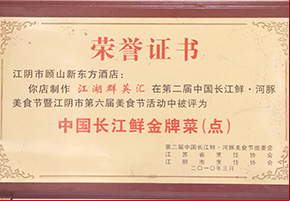 荣誉证书
江阴市顾山新东方酒店：
你店制作 江湖群英汇 在第二届中国长江鲜·河豚
美食节暨江阴市第六届美食节活动中被评为
中国长江鲜金牌菜(点)
第二届中国长江鲜·河豚美食节组委会
江苏省烹饪协会
江阴市烹饪协会
二〇一〇年三月